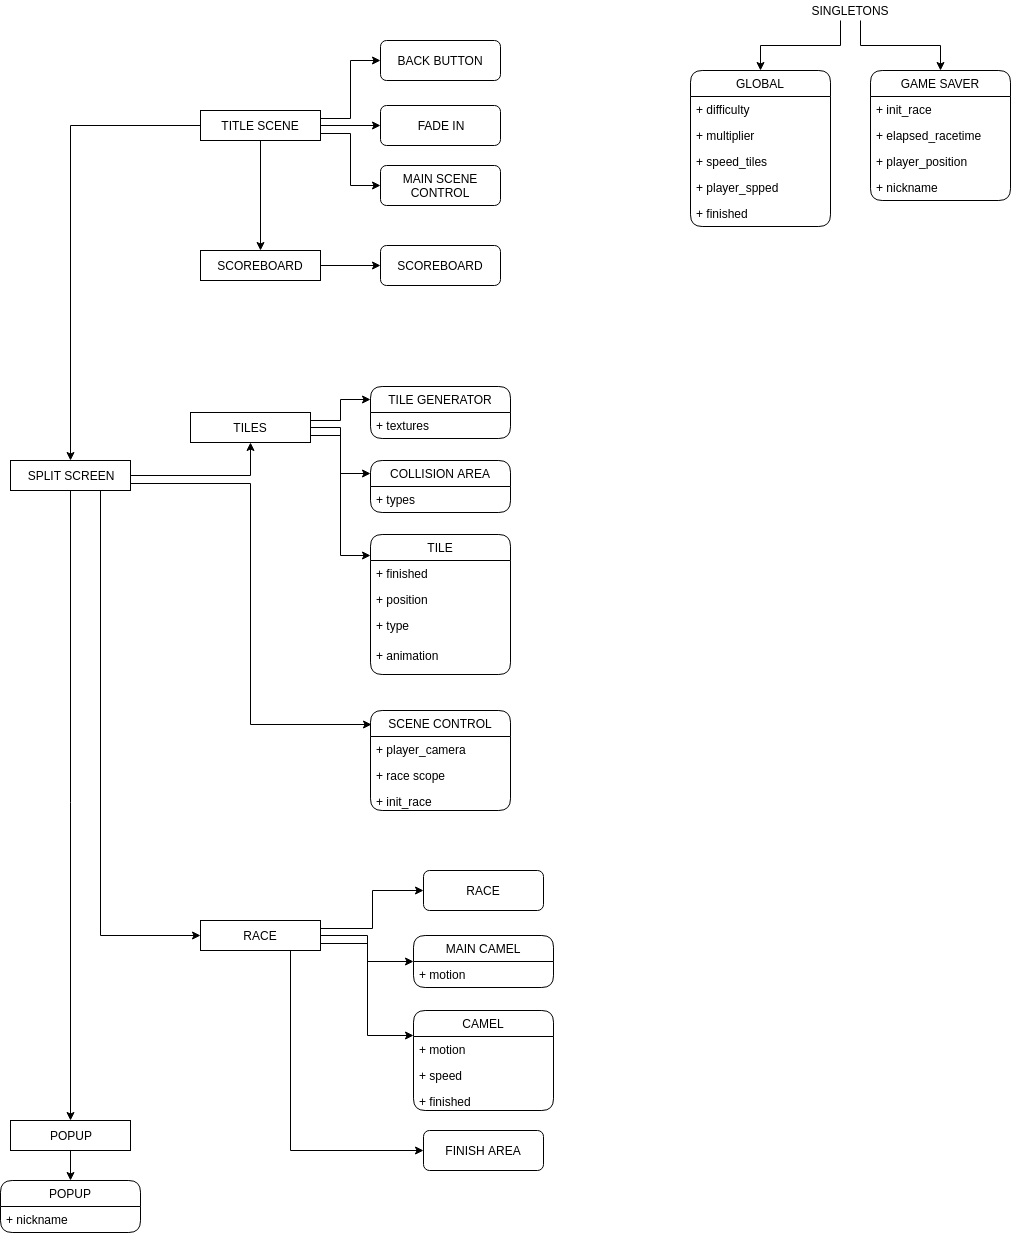 SINGLETONS
GLOBAL
+ difficulty
+ multiplier
+ speed_tiles
+ player_spped
+ finished
GAME SAVER
+ init_race
+ elapsed_racetime
+ player_position
+ nickname
BACK BUTTON
TITLE SCENE
FADE IN
MAIN SCENE
CONTROL
SCOREBOARD
SCOREBOARD
TILES
TILE GENERATOR
+ textures
SPLIT SCREEN
COLLISION AREA
+ types
TILE
+ finished
+ position
+ type
+ animation
SCENE CONTROL
+ player_camera
+ race scope
+ init_race
RACE
RACE
MAIN CAMEL
+ motion
CAMEL
+ motion
+ speed
+ finished
FINISH AREA
POPUP
POPUP
+ nickname